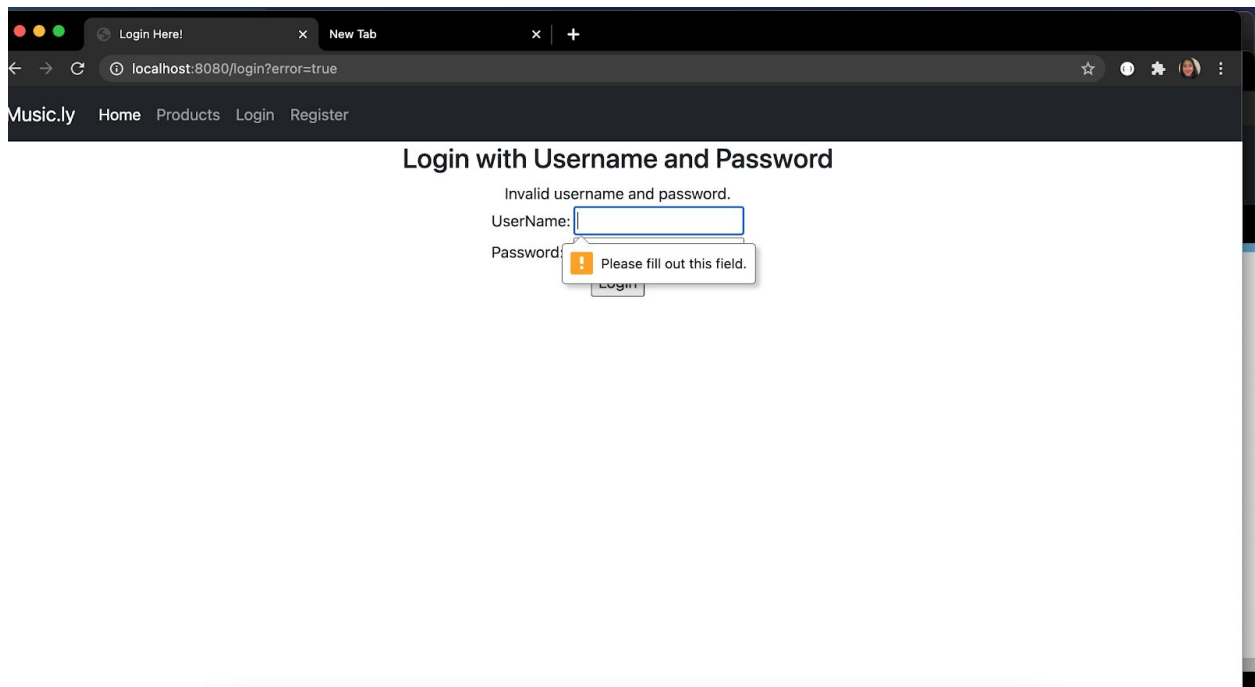 Login Here!
New Tab
localhost:8080/login?error=true
Music.ly Home Products Login Register
Login with Username and Password
Invalid username and password.
UserName:
Password:
Please fill out this field.
Login